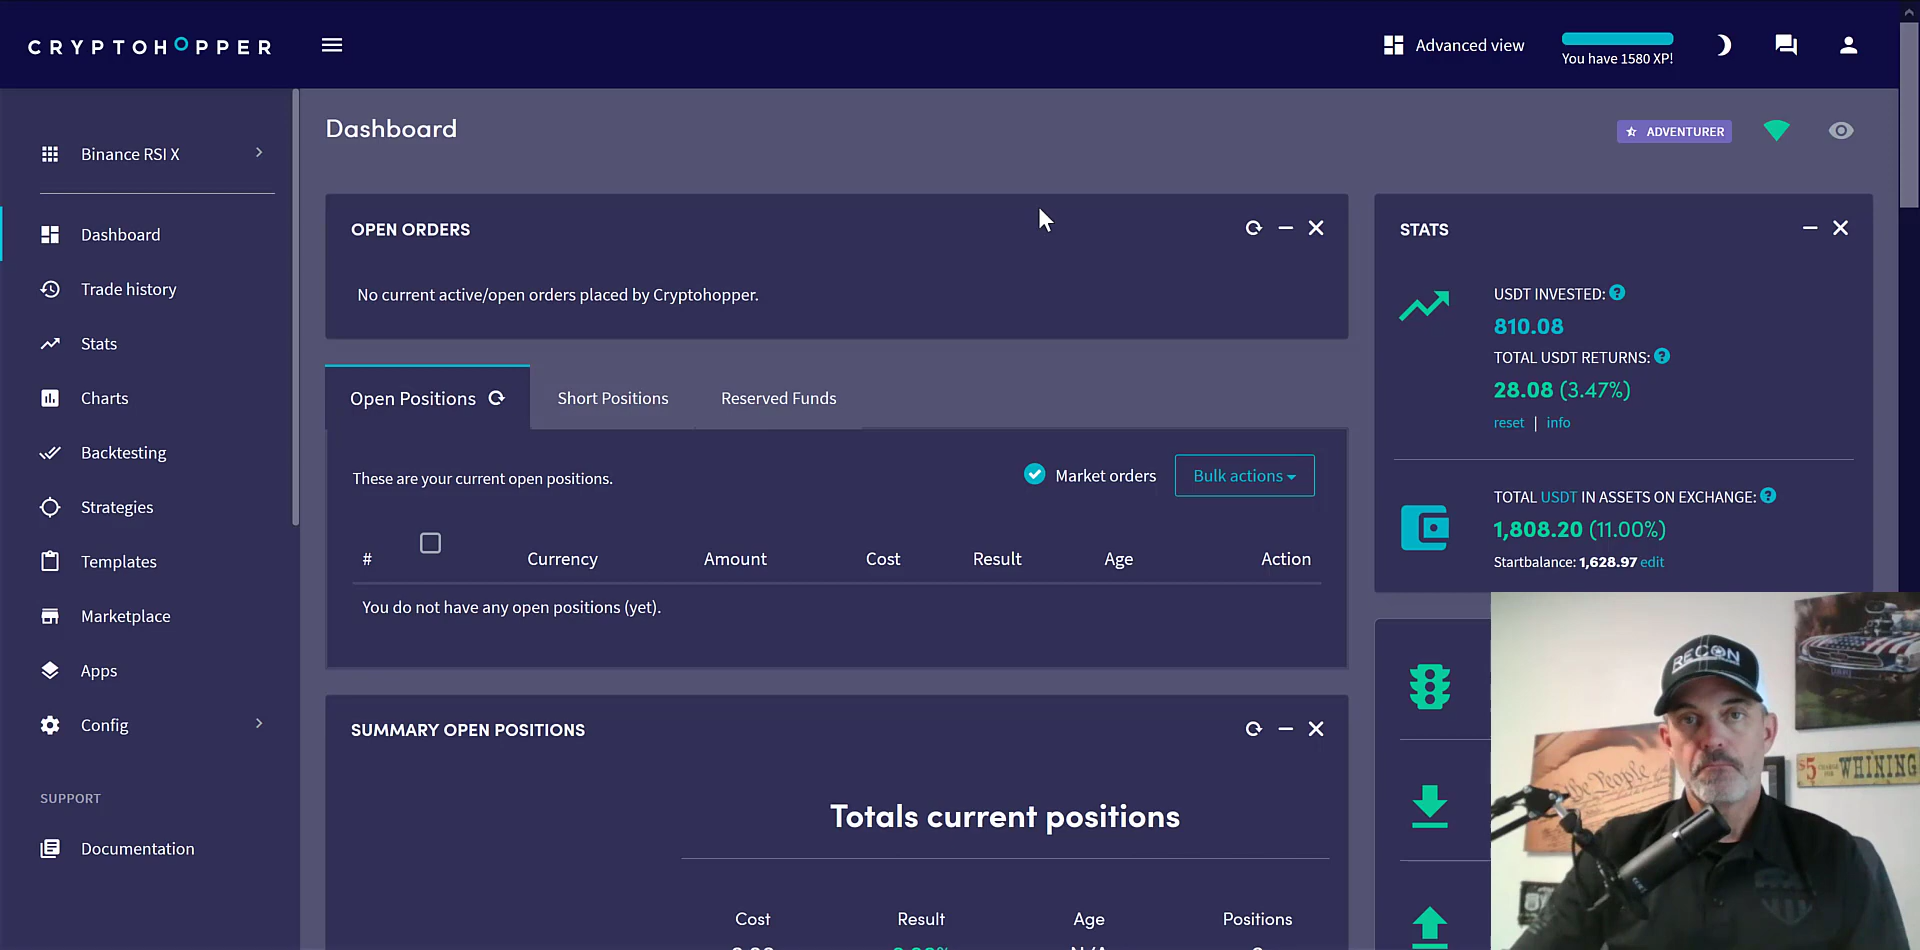 CRYPTOHOPPER
Advanced view
You have 1580 XP!
Binance RSI X
Dashboard
Trade history
Stats
Charts
Backtesting
Strategies
Templates
Marketplace
Apps
Config
SUPPORT
Documentation
Dashboard
ADVENTURER
OPEN ORDERS
No current active/open orders placed by Cryptohopper.
Open Positions
Short Positions
Reserved Funds
These are your current open positions.
Market orders
Bulk actions
# Currency Amount Cost Result Age Action
You do not have any open positions (yet).
SUMMARY OPEN POSITIONS
Totals current positions
Cost Result Age Positions
STATS
USDT INVESTED: ?
810.08
TOTAL USDT RETURNS: ?
28.08 (3.47%)
reset | info
TOTAL USDT IN ASSETS ON EXCHANGE: ?
1,808.20 (11.00%)
Startbalance: 1,628.97 edit
RECON
We the People
$5
WHINING